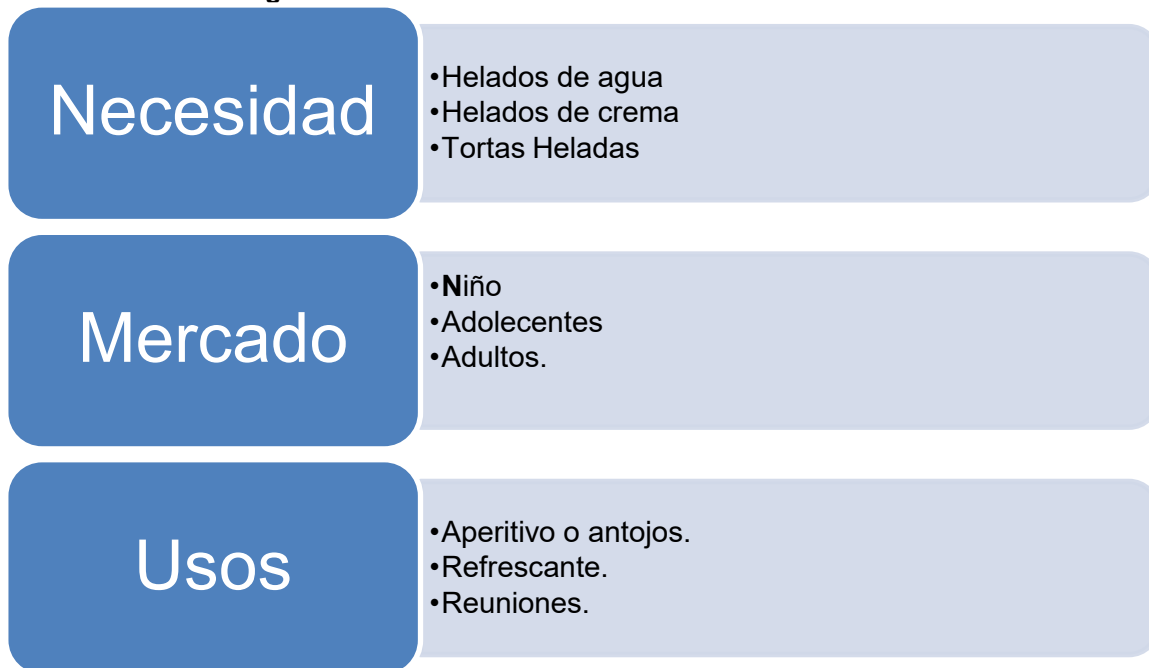 Necesidad
•Helados de agua
•Helados de crema
•Tortas Heladas
Mercado
•Niño
•Adolecentes
•Adultos.
Usos
•Aperitivo o antojos.
•Refrescante.
•Reuniones.